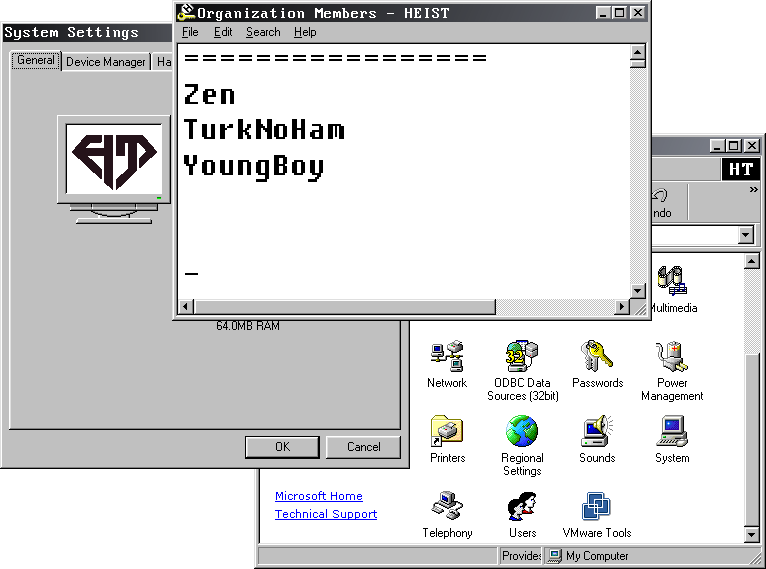 Organization Members - HEIST
File Edit Search Help
=================
Zen
TurkNoHam
YoungBoy
_
System Settings
General Device Manager Ha
64.0MB RAM
OK Cancel
HT
ndo
»
Multimedia
Network ODBC Data Sources (32bit) Passwords Power Management
Printers Regional Settings Sounds System
Telephony Users VMware Tools
Microsoft Home
Technical Support
Provides My Computer